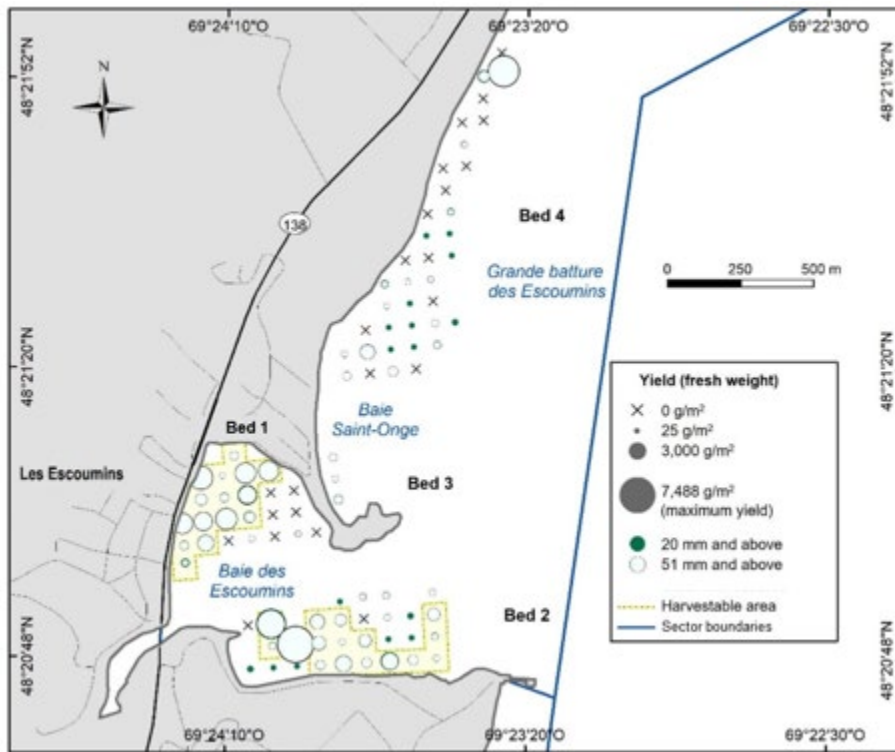 69°24'10"O
69°23'20"O
69°22'30"O
48°21'52"N
48°21'52"N
N
138
Bed 4
Grande batture
des Escoumins
0
250
500 m
48°21'20"N
48°21'20"N
Yield (fresh weight)
0 g/m²
25 g/m²
3,000 g/m²
7,488 g/m²
(maximum yield)
20 mm and above
51 mm and above
Harvestable area
Sector boundaries
Baie
Saint-Onge
Bed 1
Les Escoumins
Bed 3
Baie des
Escoumins
Bed 2
48°20'48"N
48°20'48"N
69°24'10"O
69°23'20"O
69°22'30"O